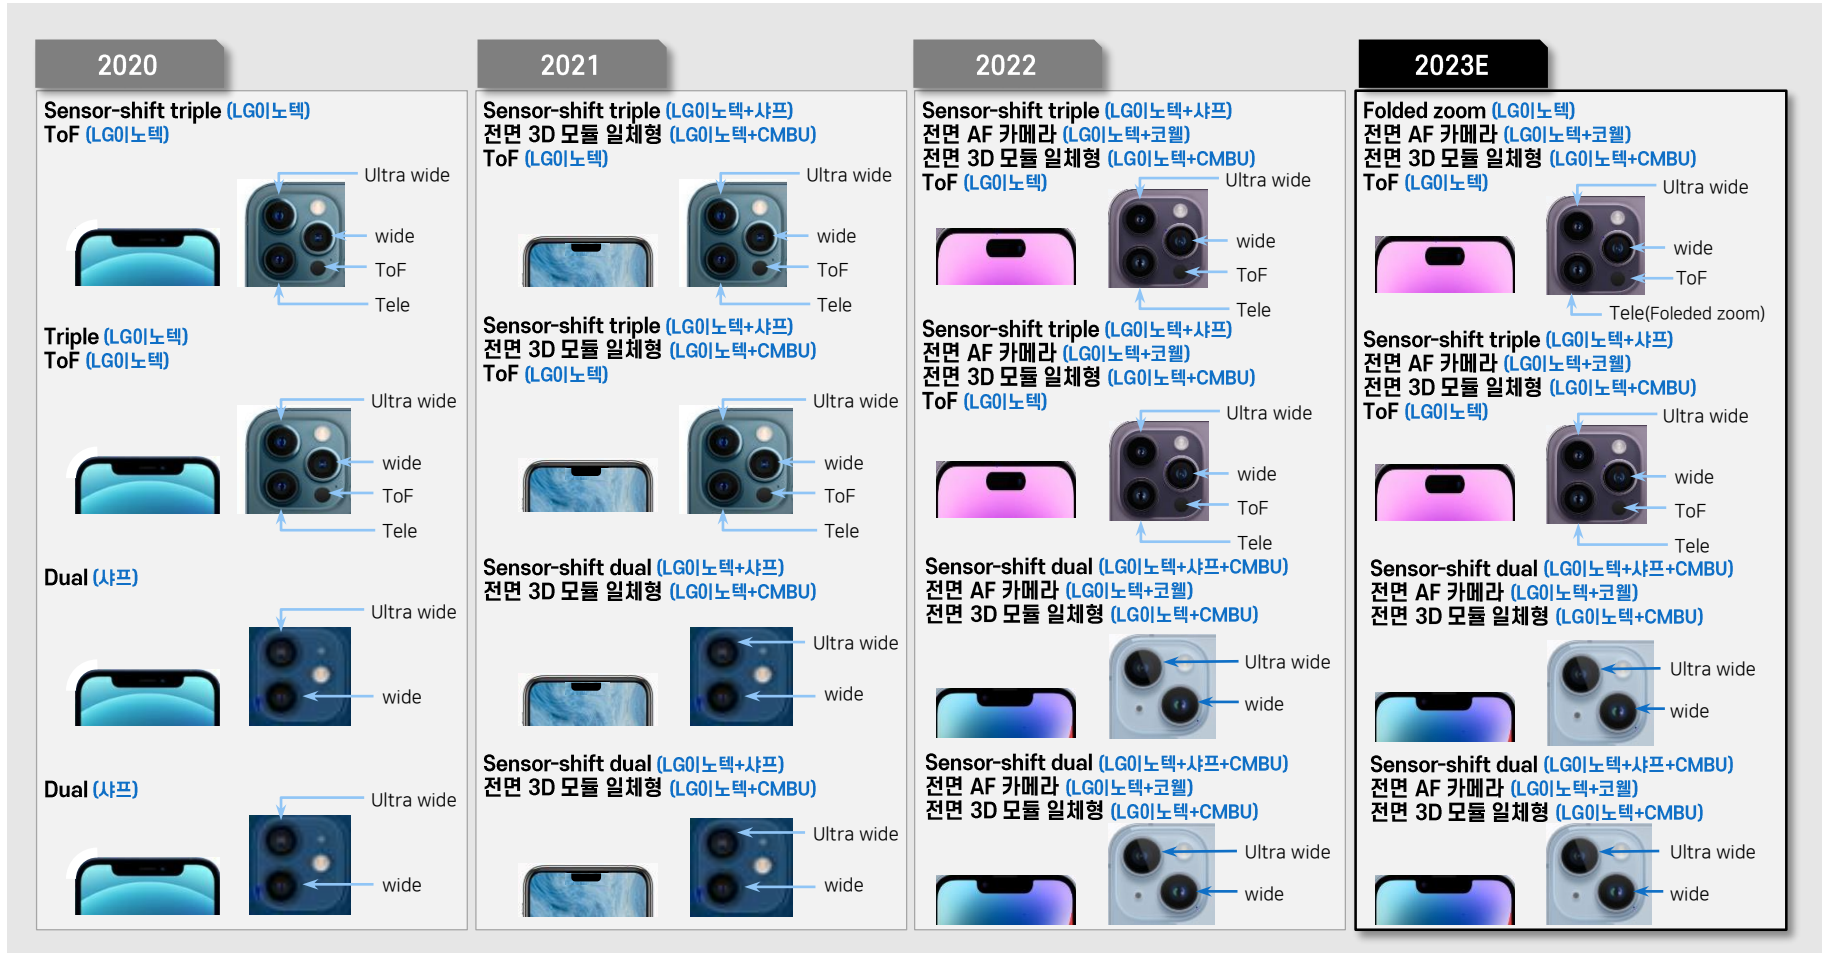 2020
Sensor-shift triple (LG이노텍)
ToF (LG이노텍)
Ultra wide
wide
ToF
Tele
Triple (LG이노텍)
ToF (LG이노텍)
Ultra wide
wide
ToF
Tele
Dual (샤프)
Ultra wide
wide
Dual (샤프)
Ultra wide
wide
2021
Sensor-shift triple (LG이노텍+샤프)
전면 3D 모듈 일체형 (LG이노텍+CMBU)
ToF (LG이노텍)
Ultra wide
wide
ToF
Tele
Sensor-shift triple (LG이노텍+샤프)
전면 3D 모듈 일체형 (LG이노텍+CMBU)
ToF (LG이노텍)
Ultra wide
wide
ToF
Tele
Sensor-shift dual (LG이노텍+샤프)
전면 3D 모듈 일체형 (LG이노텍+CMBU)
Ultra wide
wide
Sensor-shift dual (LG이노텍+샤프)
전면 3D 모듈 일체형 (LG이노텍+CMBU)
Ultra wide
wide
2022
Sensor-shift triple (LG이노텍+샤프)
전면 AF 카메라 (LG이노텍+코웰)
전면 3D 모듈 일체형 (LG이노텍+CMBU)
ToF (LG이노텍)
Ultra wide
wide
ToF
Tele
Sensor-shift triple (LG이노텍+샤프)
전면 AF 카메라 (LG이노텍+코웰)
전면 3D 모듈 일체형 (LG이노텍+CMBU)
ToF (LG이노텍)
Ultra wide
wide
ToF
Tele
Sensor-shift dual (LG이노텍+샤프+CMBU)
전면 AF 카메라 (LG이노텍+코웰)
전면 3D 모듈 일체형 (LG이노텍+CMBU)
Ultra wide
wide
Sensor-shift dual (LG이노텍+샤프+CMBU)
전면 AF 카메라 (LG이노텍+코웰)
전면 3D 모듈 일체형 (LG이노텍+CMBU)
Ultra wide
wide
2023E
Folded zoom (LG이노텍)
전면 AF 카메라 (LG이노텍+코웰)
전면 3D 모듈 일체형 (LG이노텍+CMBU)
ToF (LG이노텍)
Ultra wide
wide
ToF
Tele(Foleded zoom)
Sensor-shift triple (LG이노텍+샤프)
전면 AF 카메라 (LG이노텍+코웰)
전면 3D 모듈 일체형 (LG이노텍+CMBU)
ToF (LG이노텍)
Ultra wide
wide
ToF
Tele
Sensor-shift dual (LG이노텍+샤프+CMBU)
전면 AF 카메라 (LG이노텍+코웰)
전면 3D 모듈 일체형 (LG이노텍+CMBU)
Ultra wide
wide
Sensor-shift dual (LG이노텍+샤프+CMBU)
전면 AF 카메라 (LG이노텍+코웰)
전면 3D 모듈 일체형 (LG이노텍+CMBU)
Ultra wide
wide